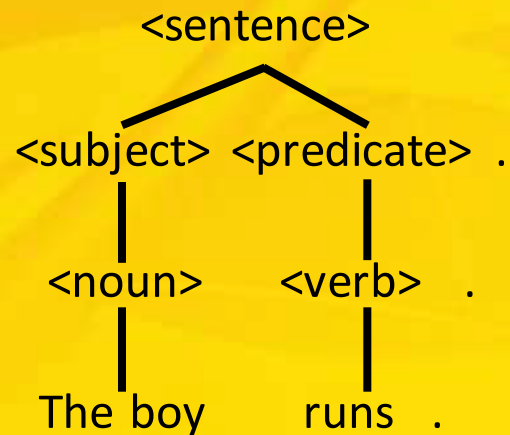 <sentence>
<subject> <predicate> .
<noun> <verb> .
The boy runs .